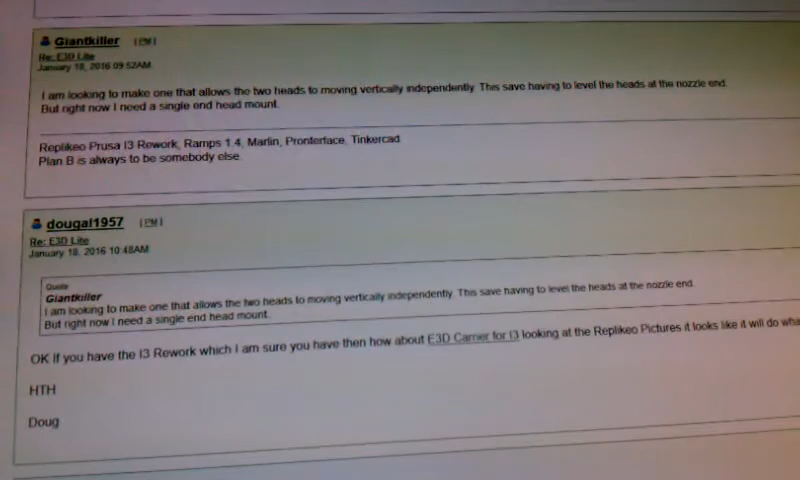 Giantkiller [PM]
Re: E3D Lite
January 18, 2016 09:52AM
I am looking to make one that allows the two heads to moving vertically independently. This save having to level the heads at the nozzle end.
But right now I need a single end head mount.
Replikeo Prusa I3 Rework, Ramps 1.4, Marlin, Pronterface, Tinkercad
Plan B is always to be somebody else.
dougal1957 [PM]
Re: E3D Lite
January 18, 2016 10:48AM
Quote
Giantkiller
I am looking to make one that allows the two heads to moving vertically independently. This save having to level the heads at the nozzle end.
But right now I need a single end head mount.
OK if you have the I3 Rework which I am sure you have then how about E3D Carrier for I3 looking at the Replikeo Pictures it looks like it will do wha
HTH
Doug